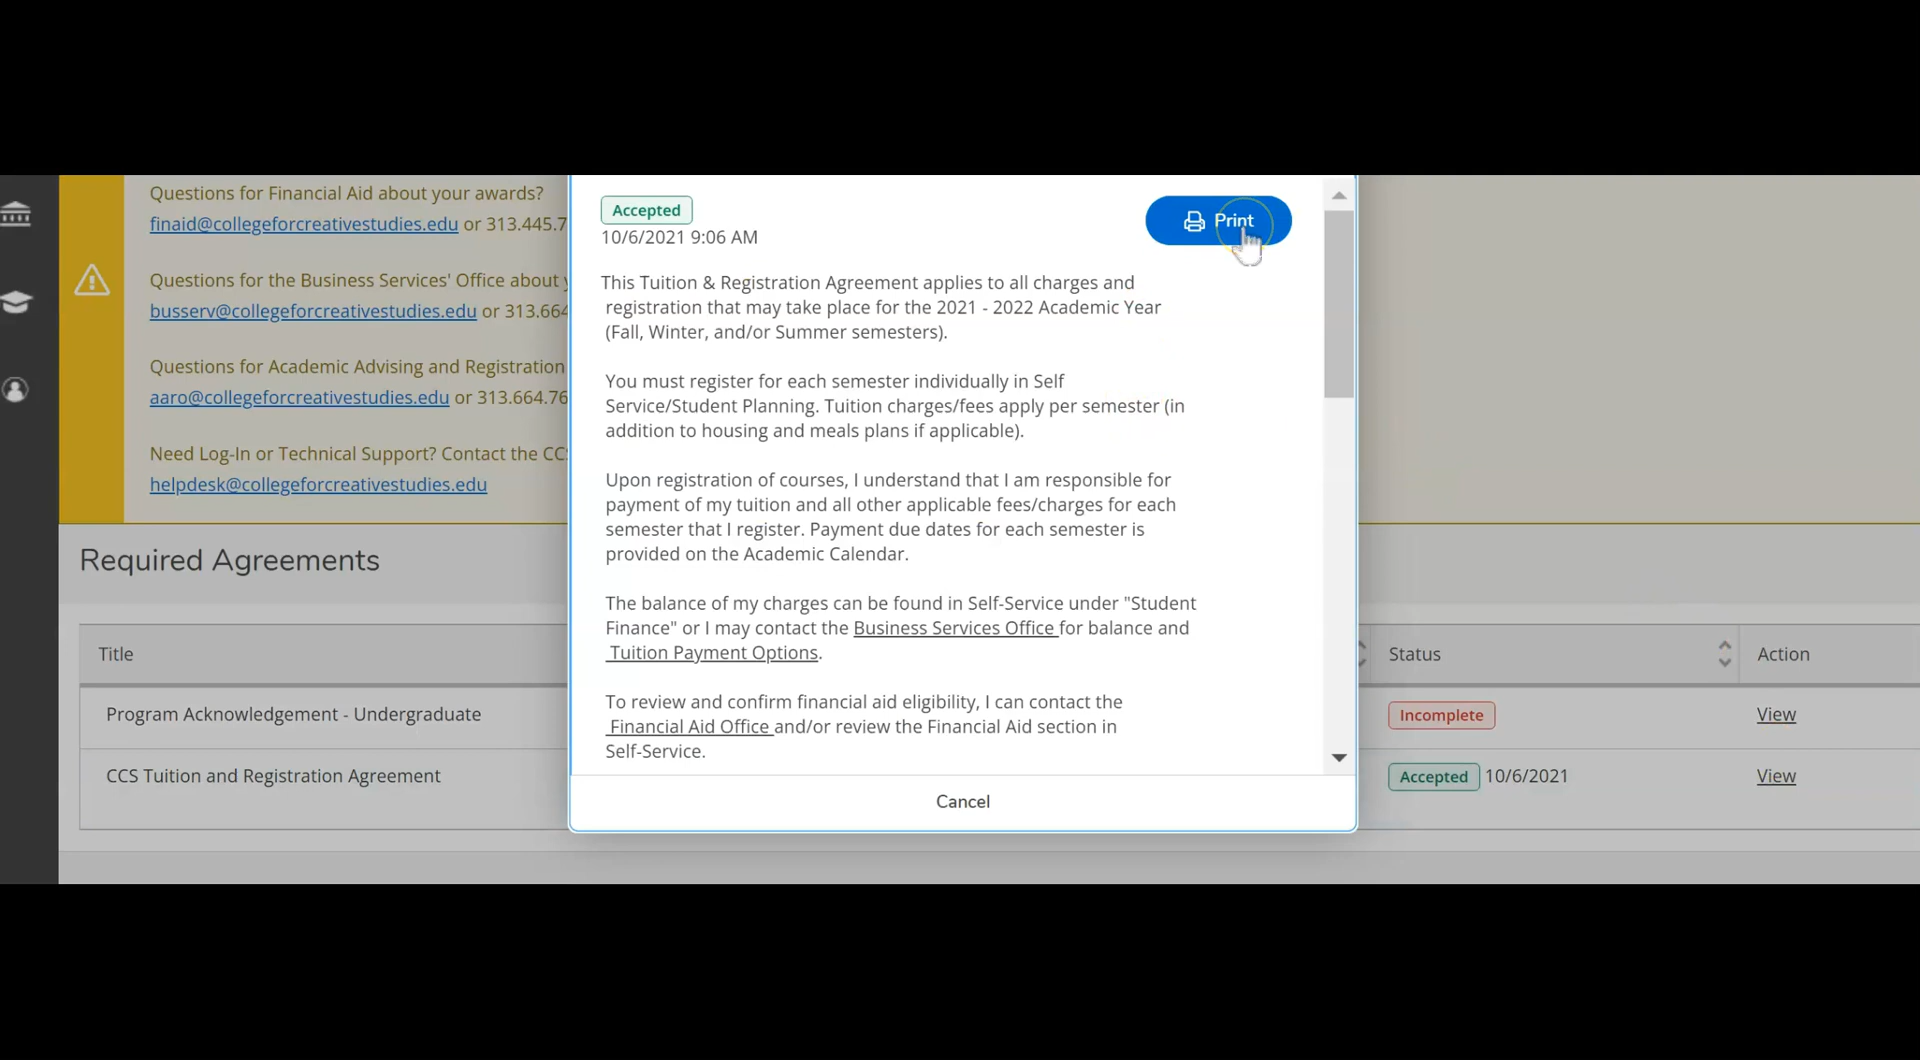 Questions for Financial Aid about your awards?
finaid@collegeforcreativestudies.edu or 313.445.7
Questions for the Business Services' Office about
busserv@collegeforcreativestudies.edu or 313.664
Questions for Academic Advising and Registration
aaro@collegeforcreativestudies.edu or 313.664.76
Need Log-In or Technical Support? Contact the CC
helpdesk@collegeforcreativestudies.edu
Required Agreements
Title
Status
Action
Program Acknowledgement - Undergraduate
Incomplete
View
CCS Tuition and Registration Agreement
Accepted 10/6/2021
View
Accepted
Print
10/6/2021 9:06 AM
This Tuition & Registration Agreement applies to all charges and
registration that may take place for the 2021 - 2022 Academic Year
(Fall, Winter, and/or Summer semesters).
You must register for each semester individually in Self
Service/Student Planning. Tuition charges/fees apply per semester (in
addition to housing and meals plans if applicable).
Upon registration of courses, I understand that I am responsible for
payment of my tuition and all other applicable fees/charges for each
semester that I register. Payment due dates for each semester is
provided on the Academic Calendar.
The balance of my charges can be found in Self-Service under "Student
Finance" or I may contact the Business Services Office for balance and
Tuition Payment Options.
To review and confirm financial aid eligibility, I can contact the
Financial Aid Office and/or review the Financial Aid section in
Self-Service.
Cancel